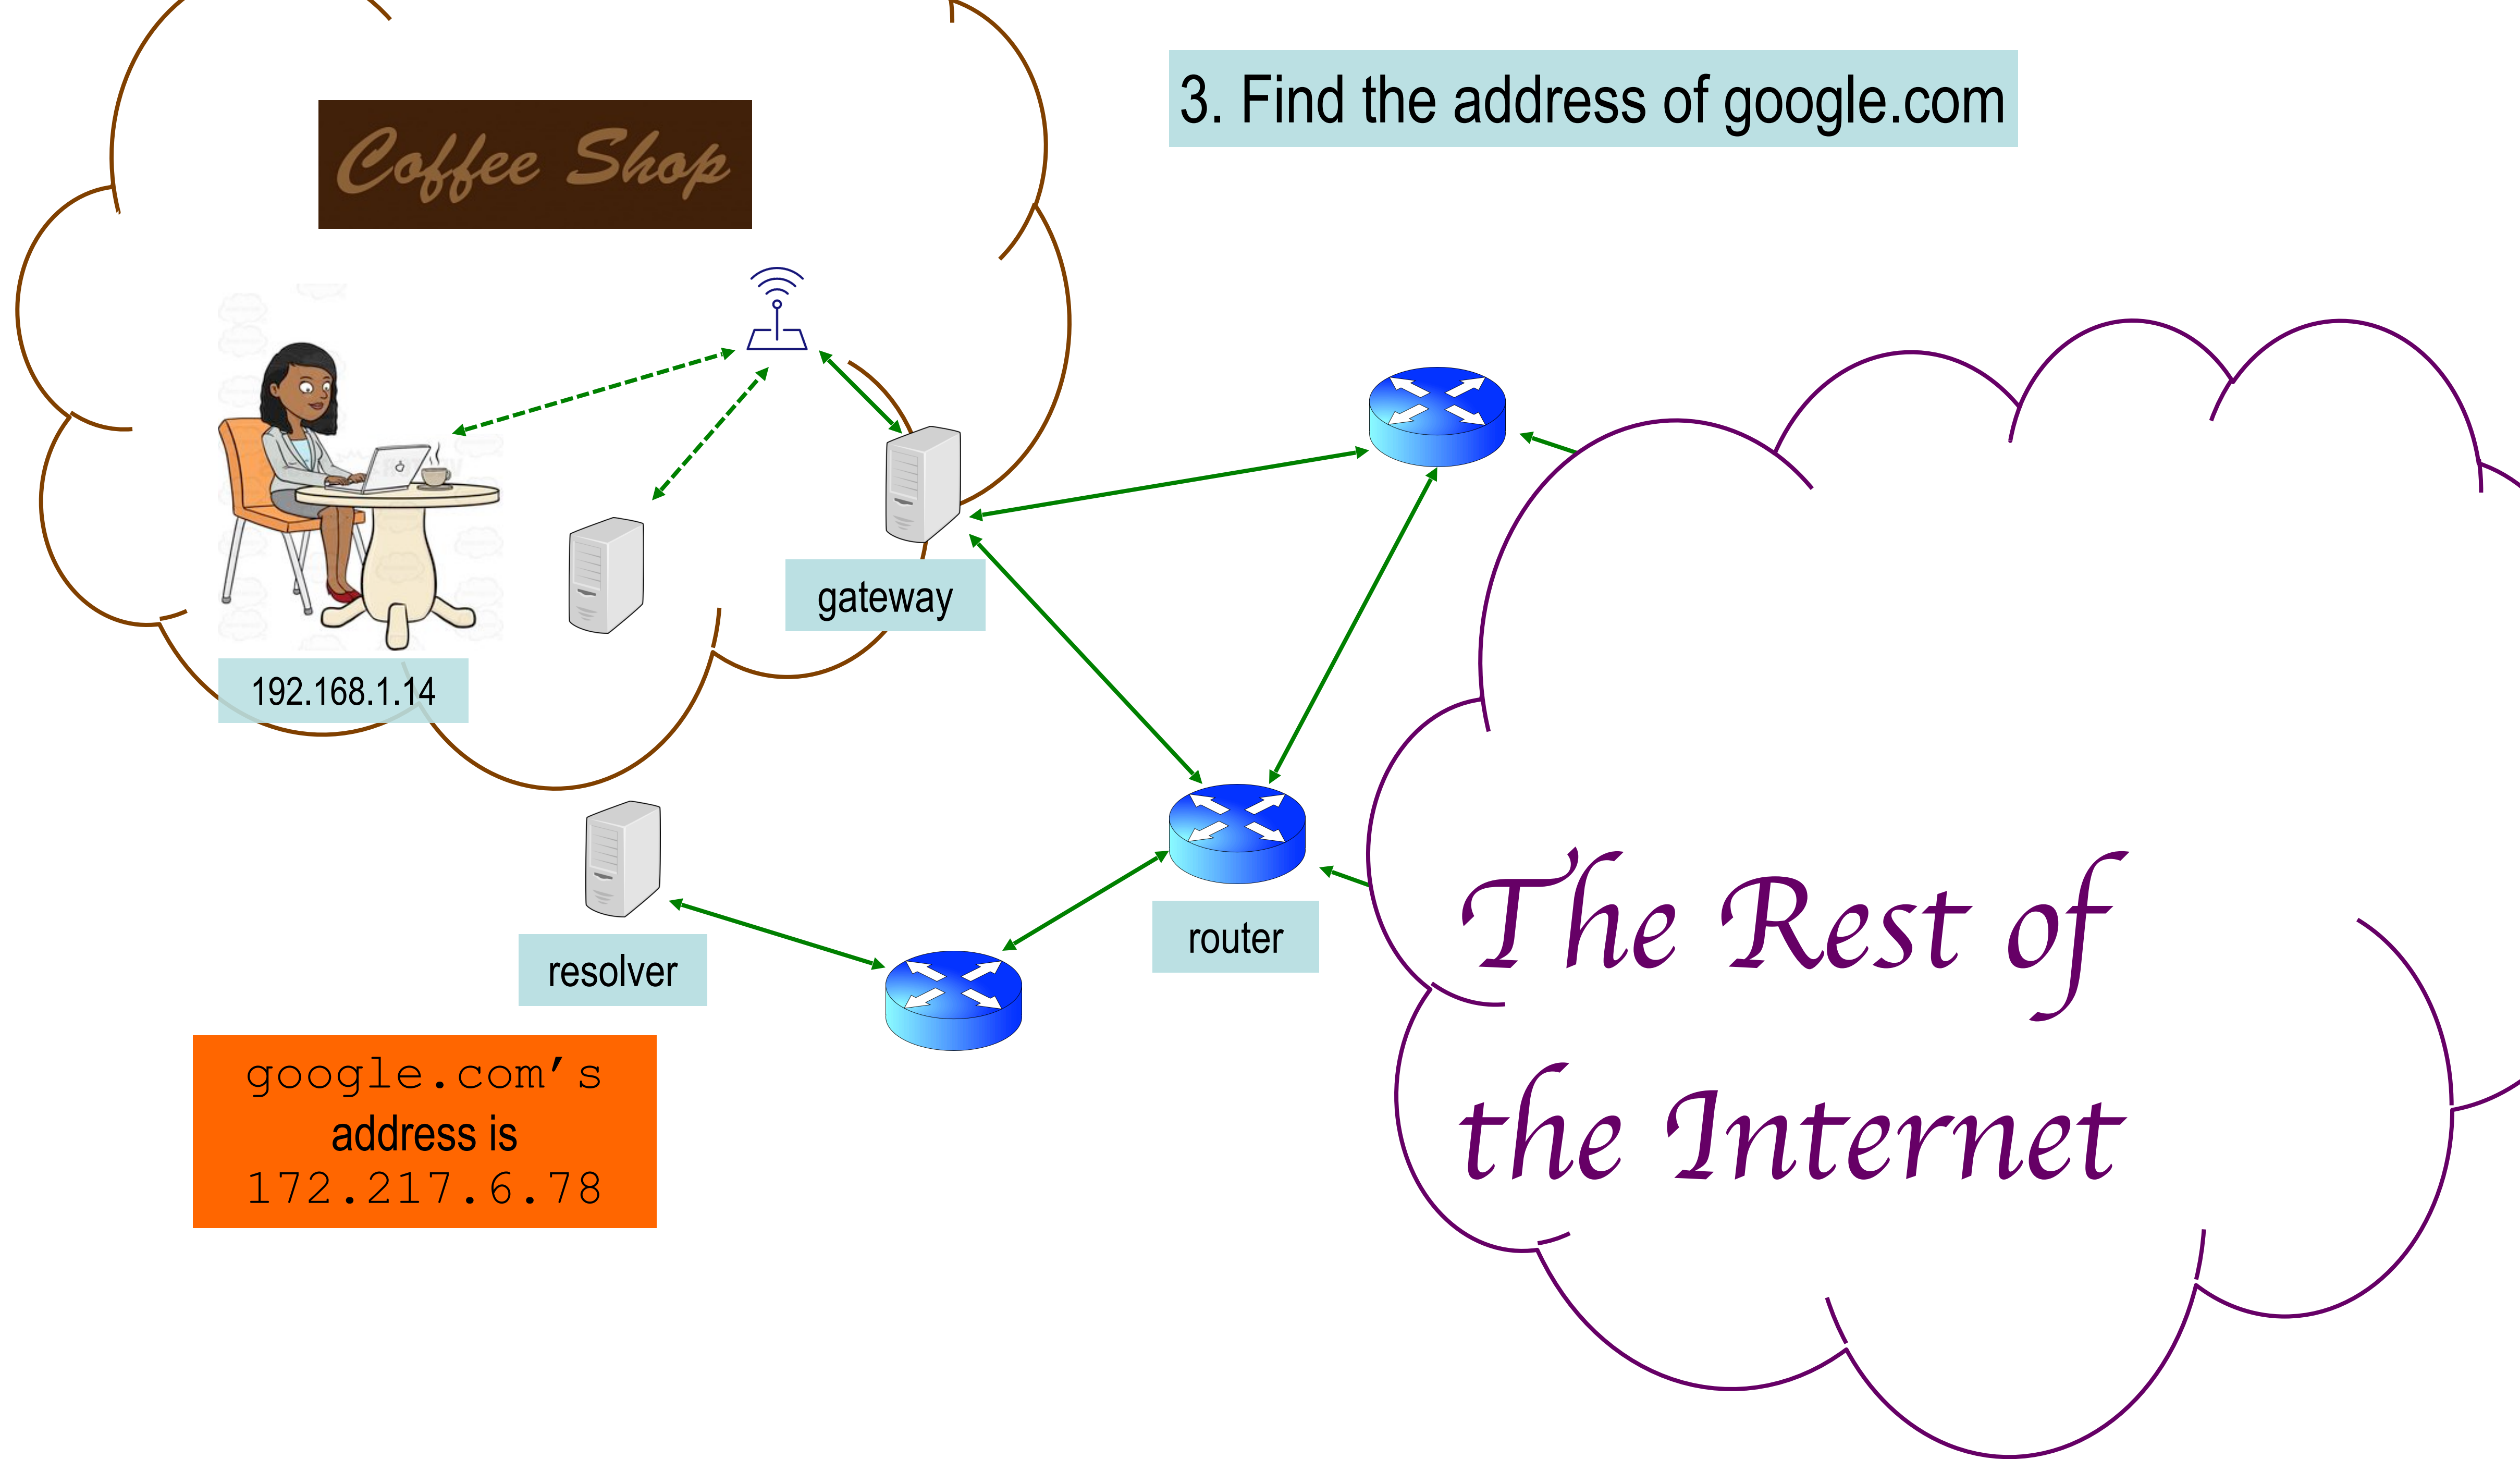 3. Find the address of google.com
Coffee Shop
gateway
192.168.1.14
router
resolver
The Rest of
the Internet
google.com’s
address is
172.217.6.78